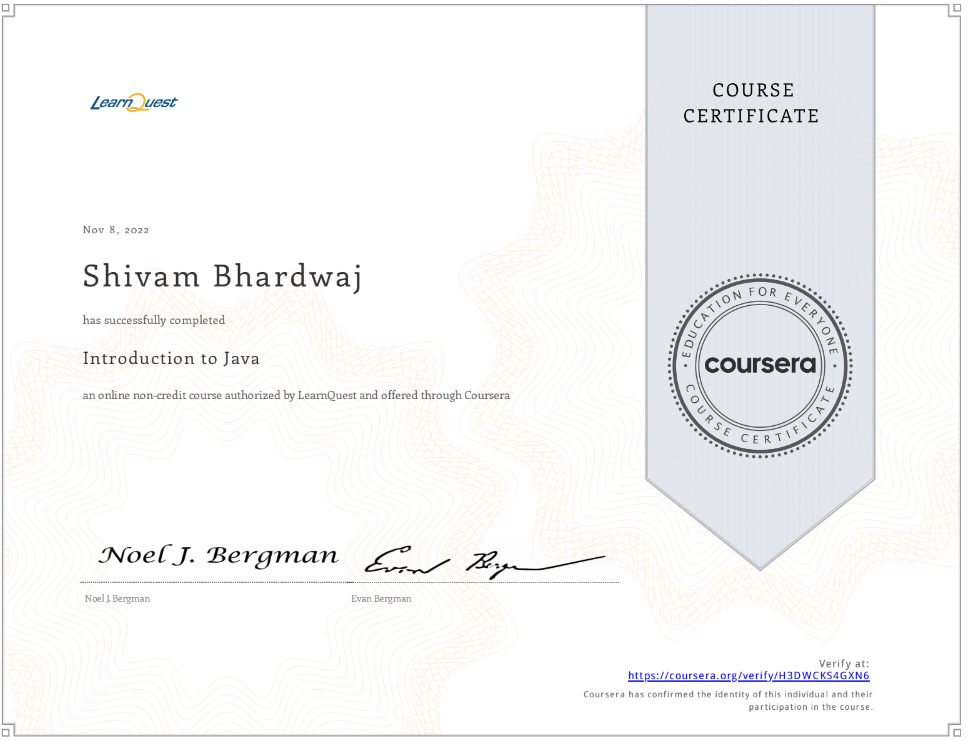 LearnQuest
COURSE
CERTIFICATE
Nov 8, 2022
Shivam Bhardwaj
has successfully completed
Introduction to Java
an online non-credit course authorized by LearnQuest and offered through Coursera
EDUCATION FOR EVERYONE
coursera
COURSE CERTIFICATE
Noel J. Bergman
Evan Berge
Noel J. Bergman
Evan Bergman
Verify at:
https://coursera.org/verify/H3DWCKS4GXN6
Coursera has confirmed the identity of this individual and their
participation in the course.